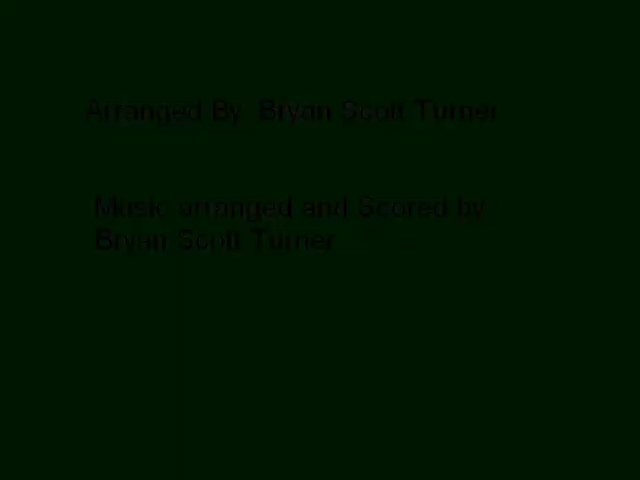 Arranged By Bryan Scott Turner
Music arranged and Scored by
Bryan Scott Turner